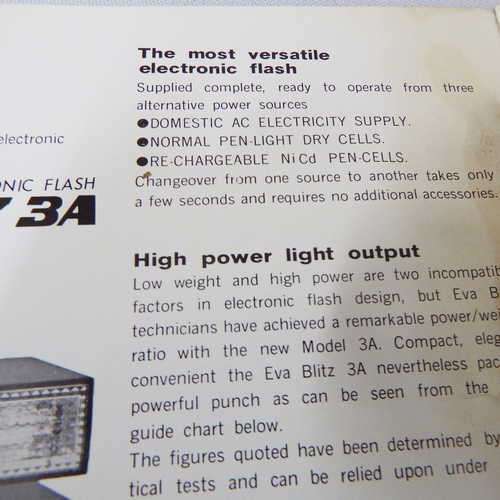 The most versatile
electronic flash
Supplied complete, ready to operate from three
alternative power sources
●DOMESTIC AC ELECTRICITY SUPPLY.
●NORMAL PEN-LIGHT DRY CELLS.
●RE-CHARGEABLE NiCd PEN-CELLS.
Changeover from one source to another takes only
a few seconds and requires no additional accessories.
electronic
ONIC FLASH
3A
High power light output
Low weight and high power are two incompatib
factors in electronic flash design, but Eva B
technicians have achieved a remarkable power/wei
ratio with the new Model 3A. Compact, eleg
convenient the Eva Blitz 3A nevertheless pac
powerful punch as can be seen from the
guide chart below.
The figures quoted have been determined by
tical tests and can be relied upon under